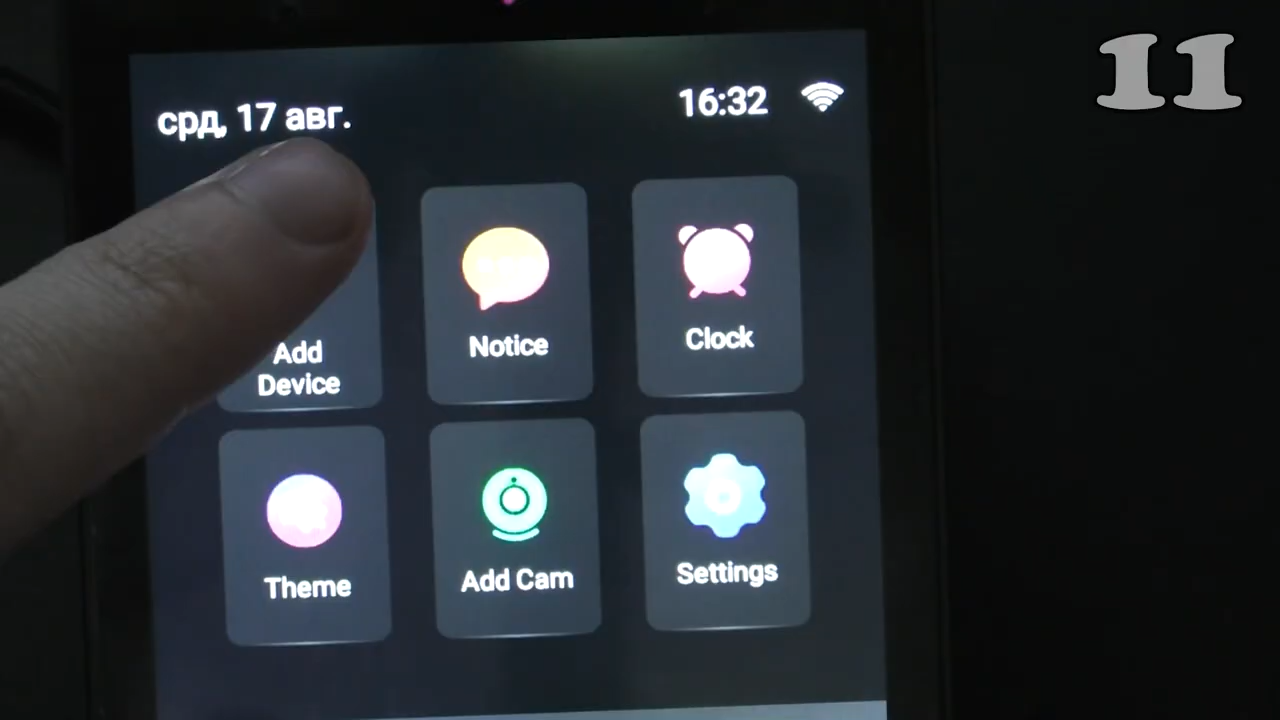 11
срд, 17 авг.
16:32
Add
Device
Notice
Clock
Theme
Add Cam
Settings